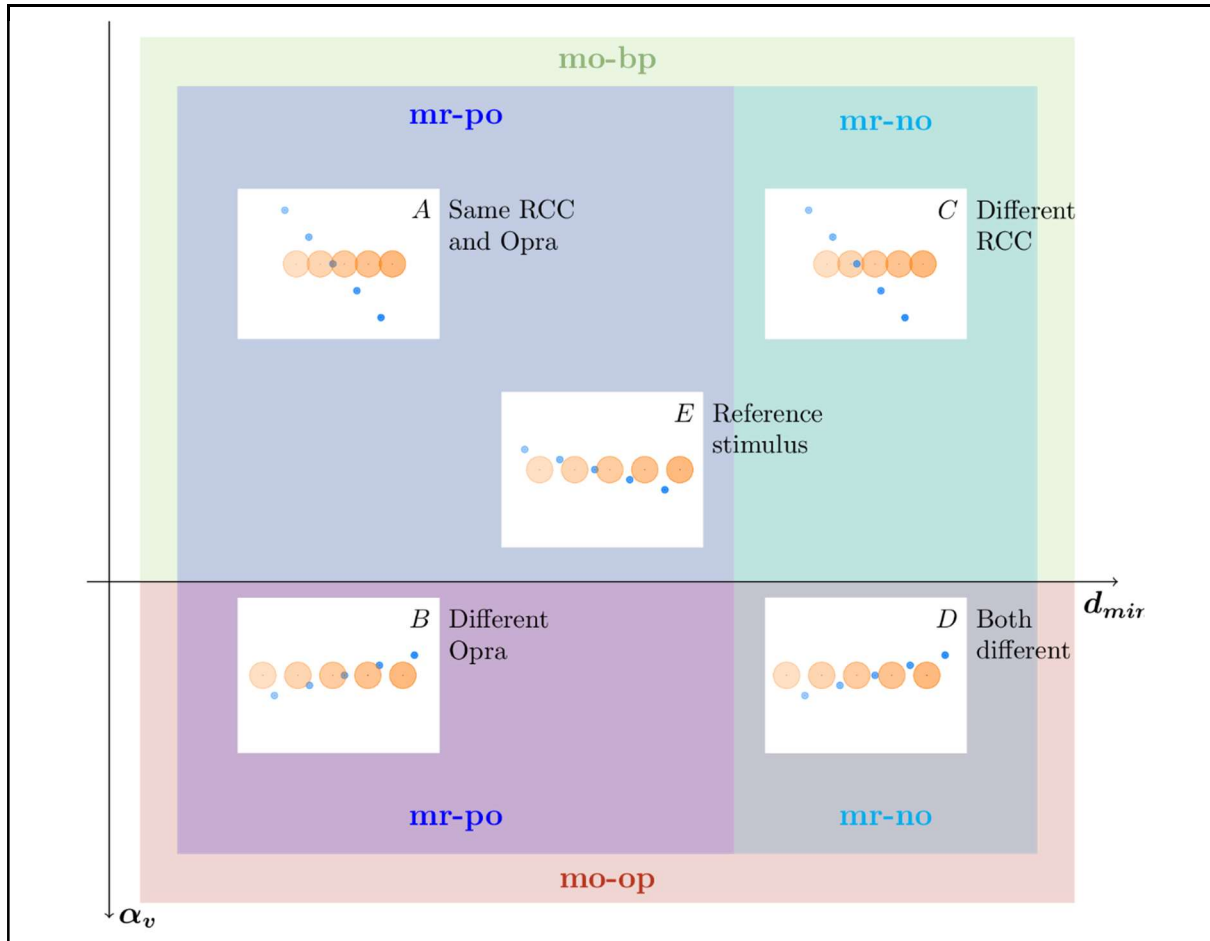 mo-bp
mr-po
mr-no
A Same RCC
and Opra
C Different
RCC
E Reference
stimulus
d_mir
B Different
Opra
D Both
different
mr-po
mr-no
mo-op
α_v